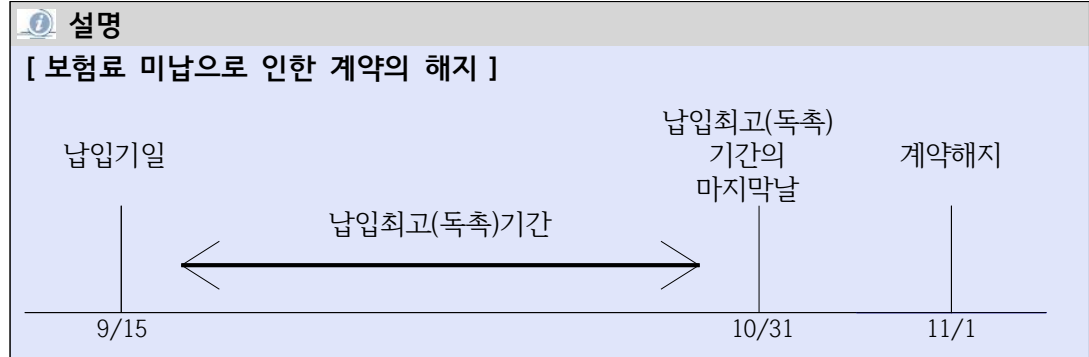 설명
[ 보험료 미납으로 인한 계약의 해지 ]
납입기일
납입최고(독촉)
기간의
마지막날
계약해지
납입최고(독촉)기간
9/15
10/31
11/1